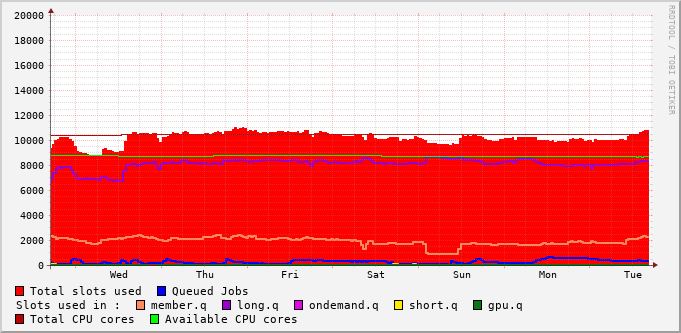 RRDTOOL / TOBI OETIKER
20000
18000
16000
14000
12000
10000
8000
6000
4000
2000
0
Wed Thu Fri Sat Sun Mon Tue
Total slots used Queued Jobs
Slots used in : member.q long.q ondemand.q short.q gpu.q
Total CPU cores Available CPU cores